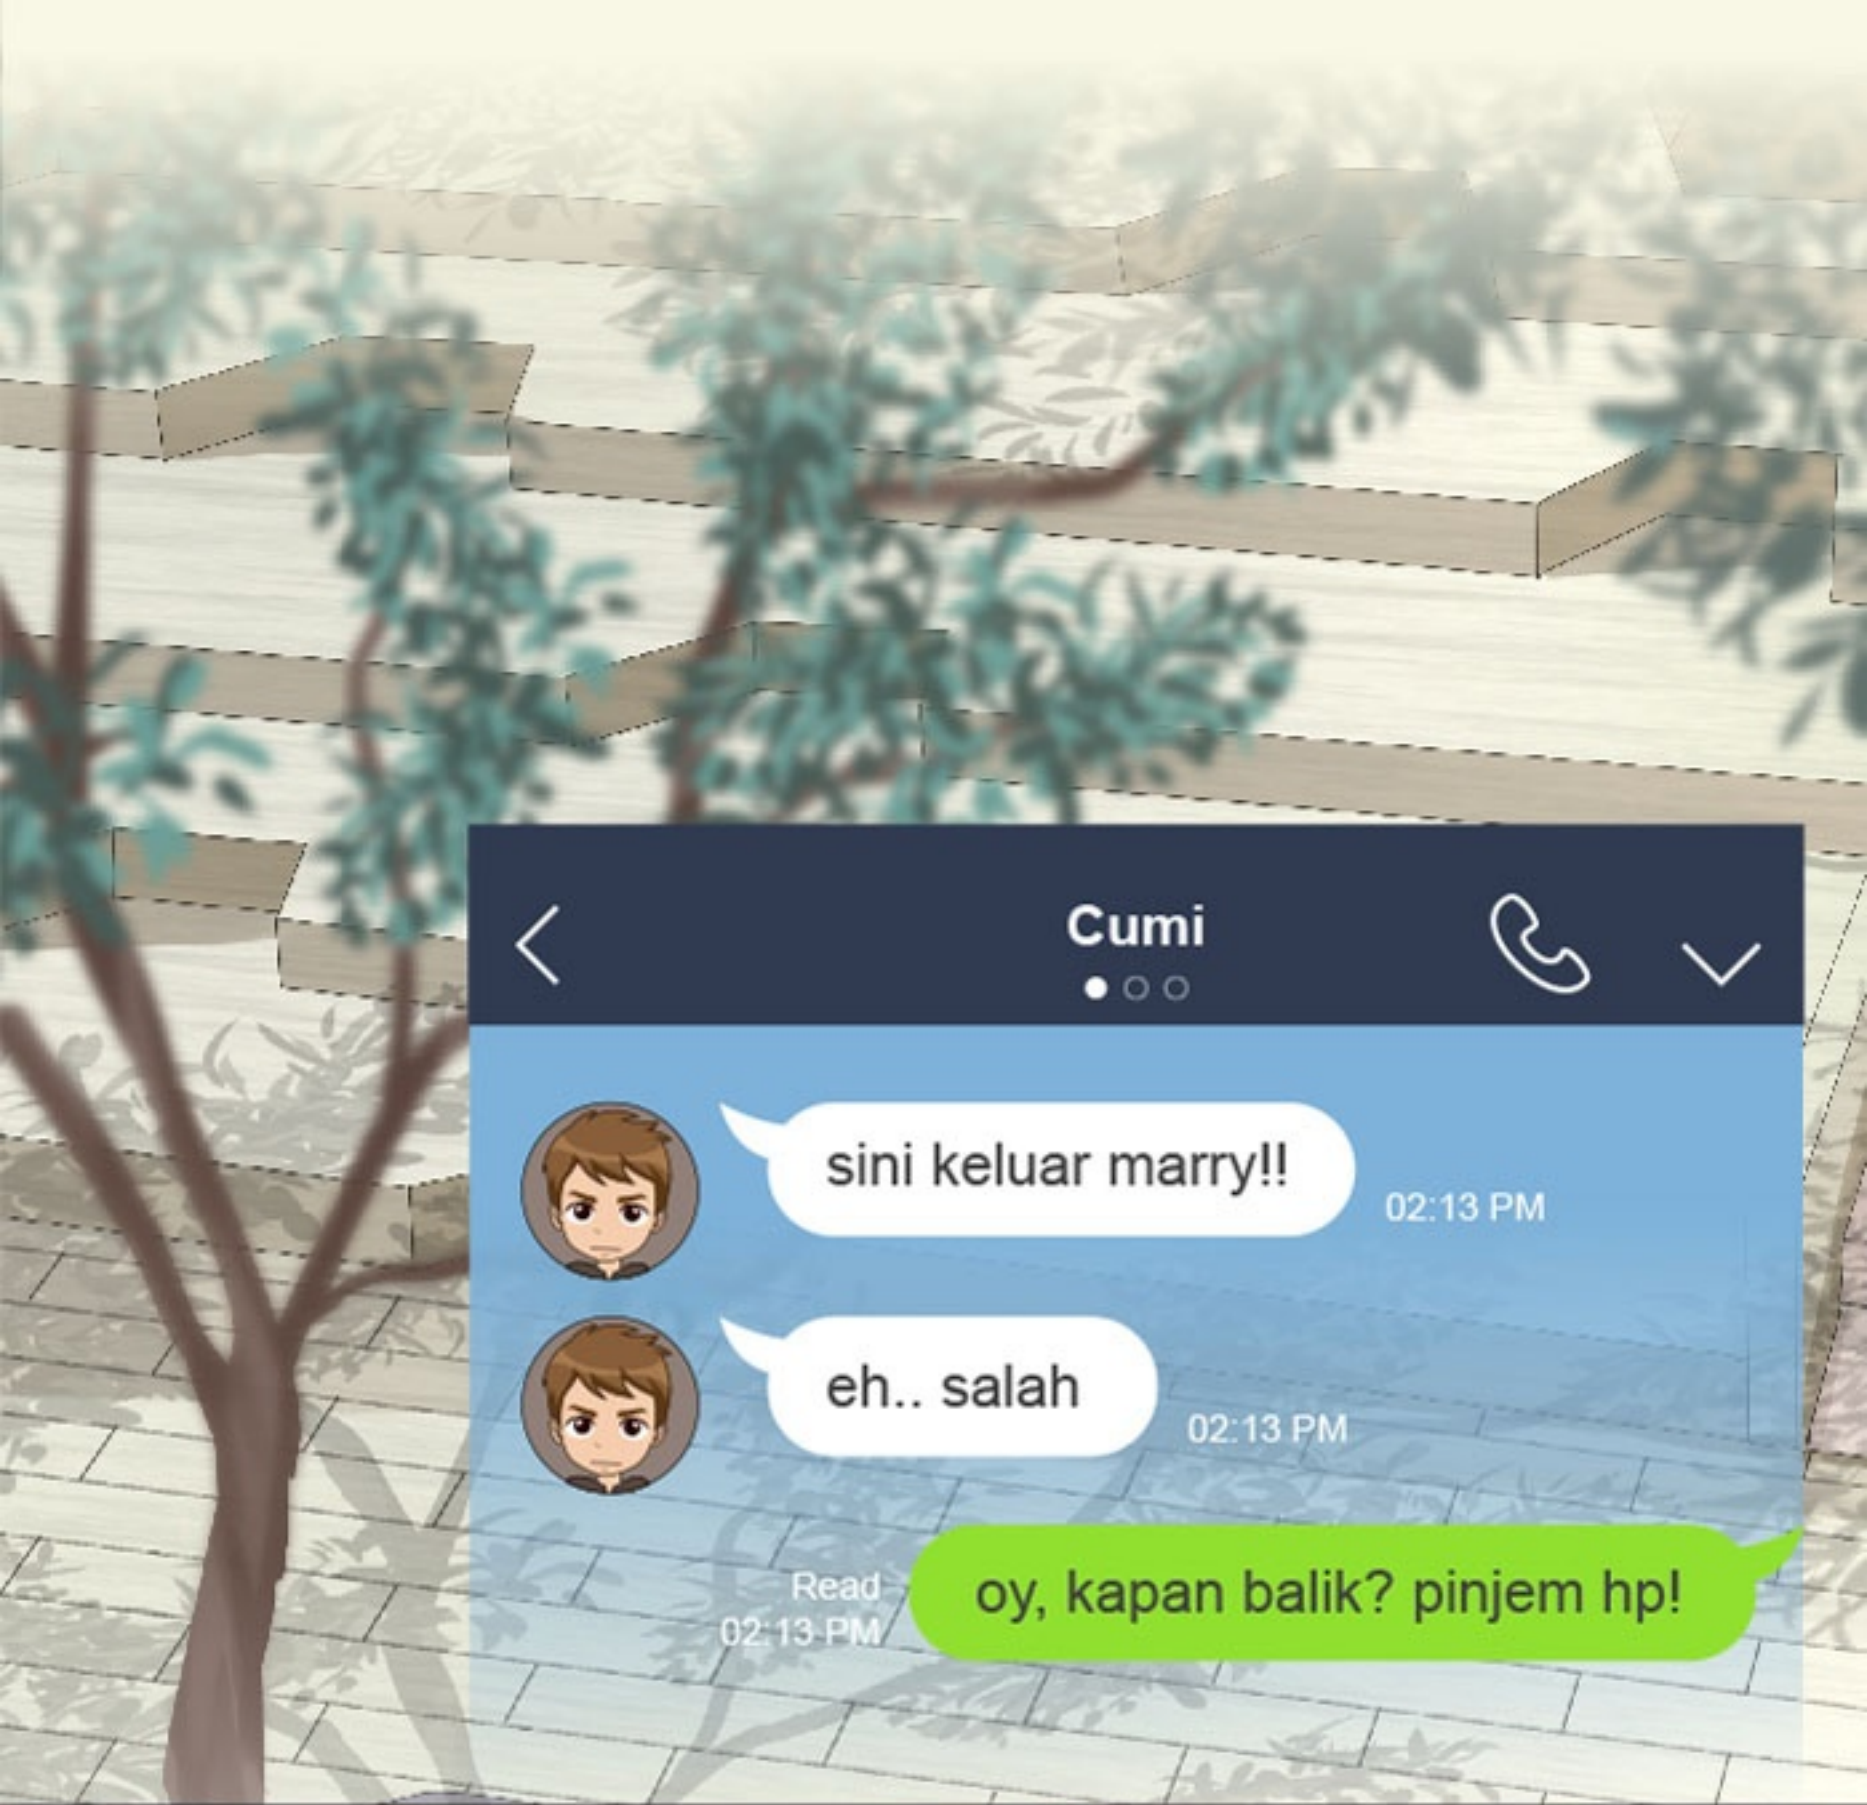 Cumi
sini keluar marry!!
02:13 PM
eh.. salah
02:13 PM
oy, kapan balik? pinjem hp!
Read
02:13 PM